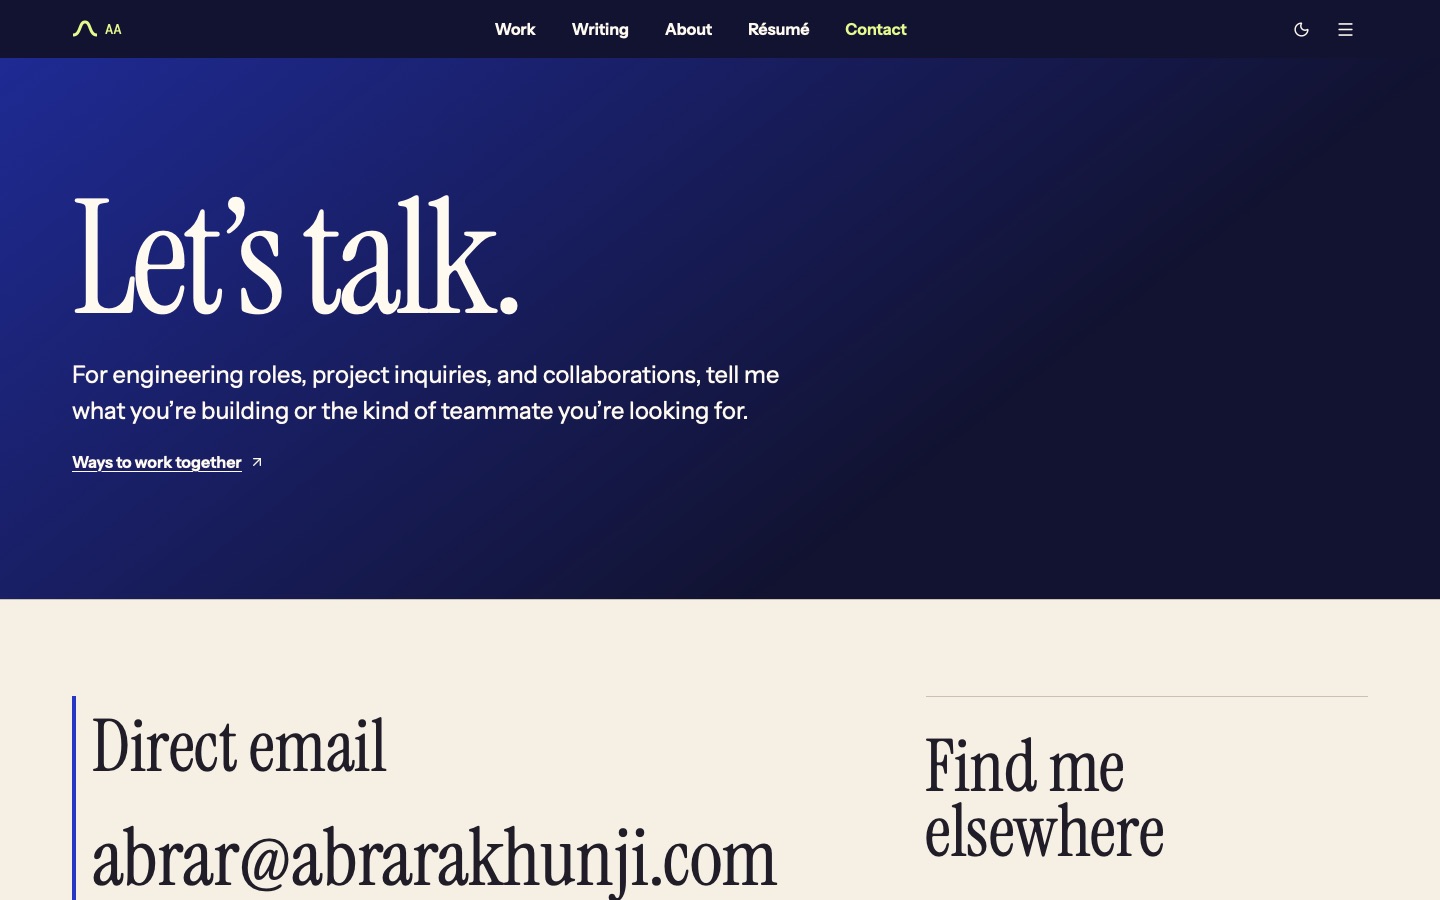 AA
Work
Writing
About
Résumé
Contact
Let’s talk.
For engineering roles, project inquiries, and collaborations, tell me
what you’re building or the kind of teammate you’re looking for.
Ways to work together
Direct email
abrar@abrarakhunji.com
Find me
elsewhere